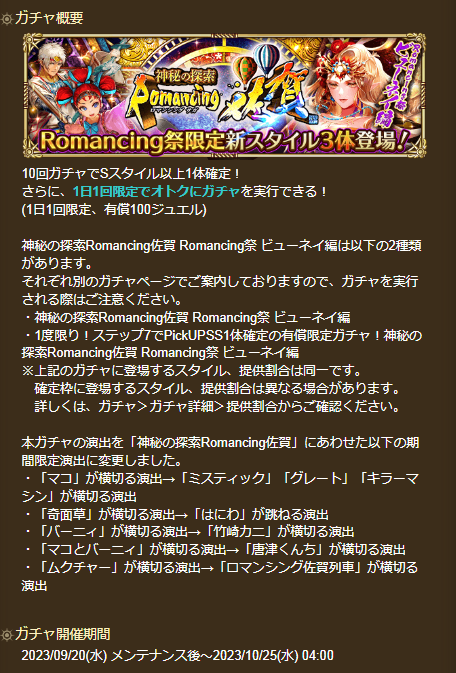 ガチャ概要
神秘の探索
Romancing
ロマンシング サガ
佐賀
ビューネイ編
Romancing祭限定新スタイル3体登場!
10回ガチャでSスタイル以上1体確定!
さらに、1日1回限定でオトクにガチャを実行できる!
(1日1回限定、有償100ジュエル)
神秘の探索Romancing佐賀 Romancing祭 ビューネイ編は以下の2種類
があります。
それぞれ別のガチャページでご案内しておりますので、ガチャを実行
される際はご注意ください。
・神秘の探索Romancing佐賀 Romancing祭 ビューネイ編
・1度限り!ステップ7でPickUPSS1体確定の有償限定ガチャ!神秘の
探索Romancing佐賀 Romancing祭 ビューネイ編
※上記のガチャに登場するスタイル、提供割合は同一です。
確定枠に登場するスタイル、提供割合は異なる場合があります。
詳しくは、ガチャ>ガチャ詳細>提供割合からご確認ください。
本ガチャの演出を「神秘の探索Romancing佐賀」にあわせた以下の期
間限定演出に変更しました。
・「マコ」が横切る演出→「ミスティック」「グレート」「キラーマ
シン」が横切る演出
・「奇面草」が横切る演出→「はにわ」が跳ねる演出
・「バーニィ」が横切る演出→「竹崎カニ」が横切る演出
・「マコとバーニィ」が横切る演出→「唐津くんち」が横切る演出
・「ムクチャー」が横切る演出→「ロマンシング佐賀列車」が横切る
演出
ガチャ開催期間
2023/09/20(水) メンテナンス後～2023/10/25(水) 04:00